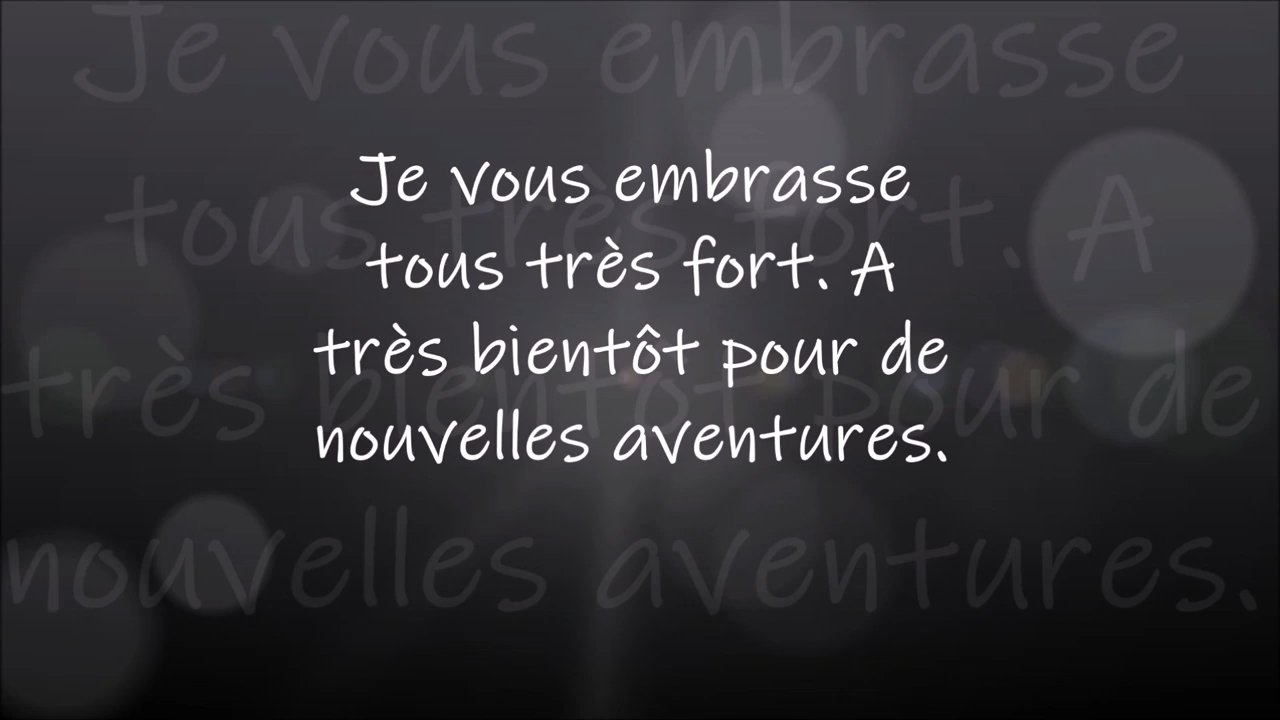 Je vous embrasse
tous très fort. A
très bientôt pour de
nouvelles aventures.